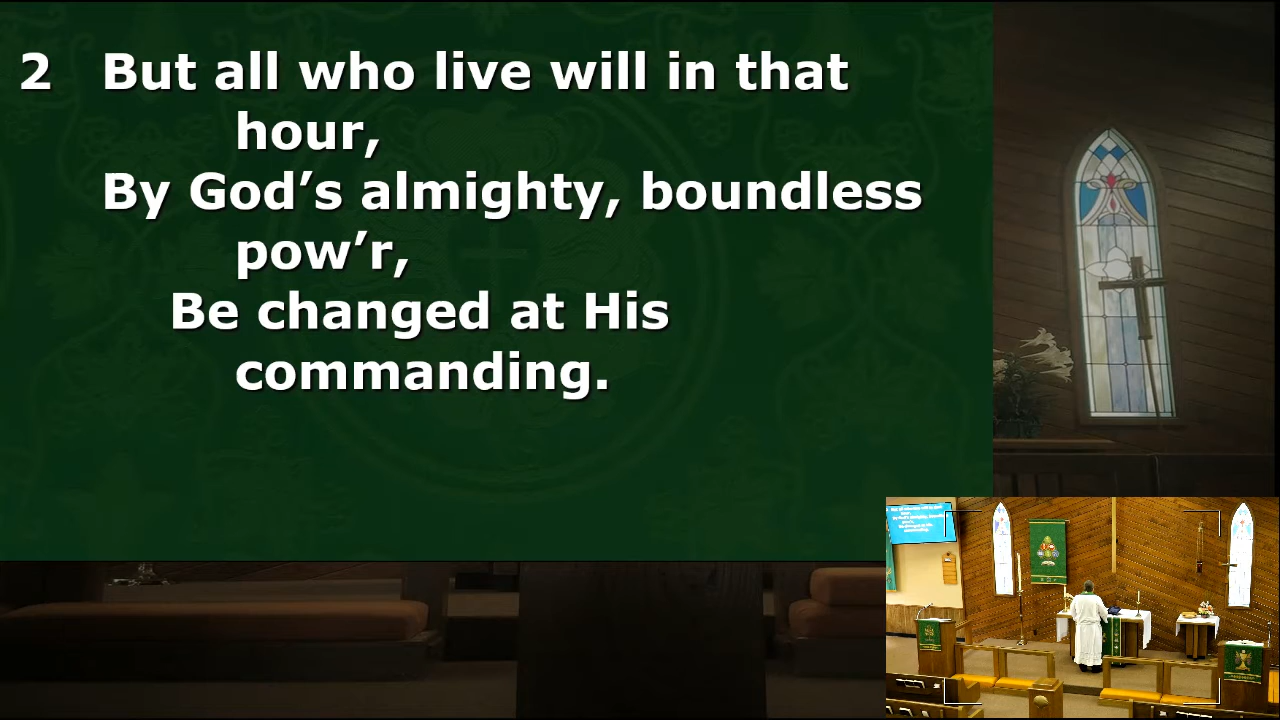 2 But all who live will in that
hour,
By God’s almighty, boundless
pow’r,
Be changed at His
commanding.